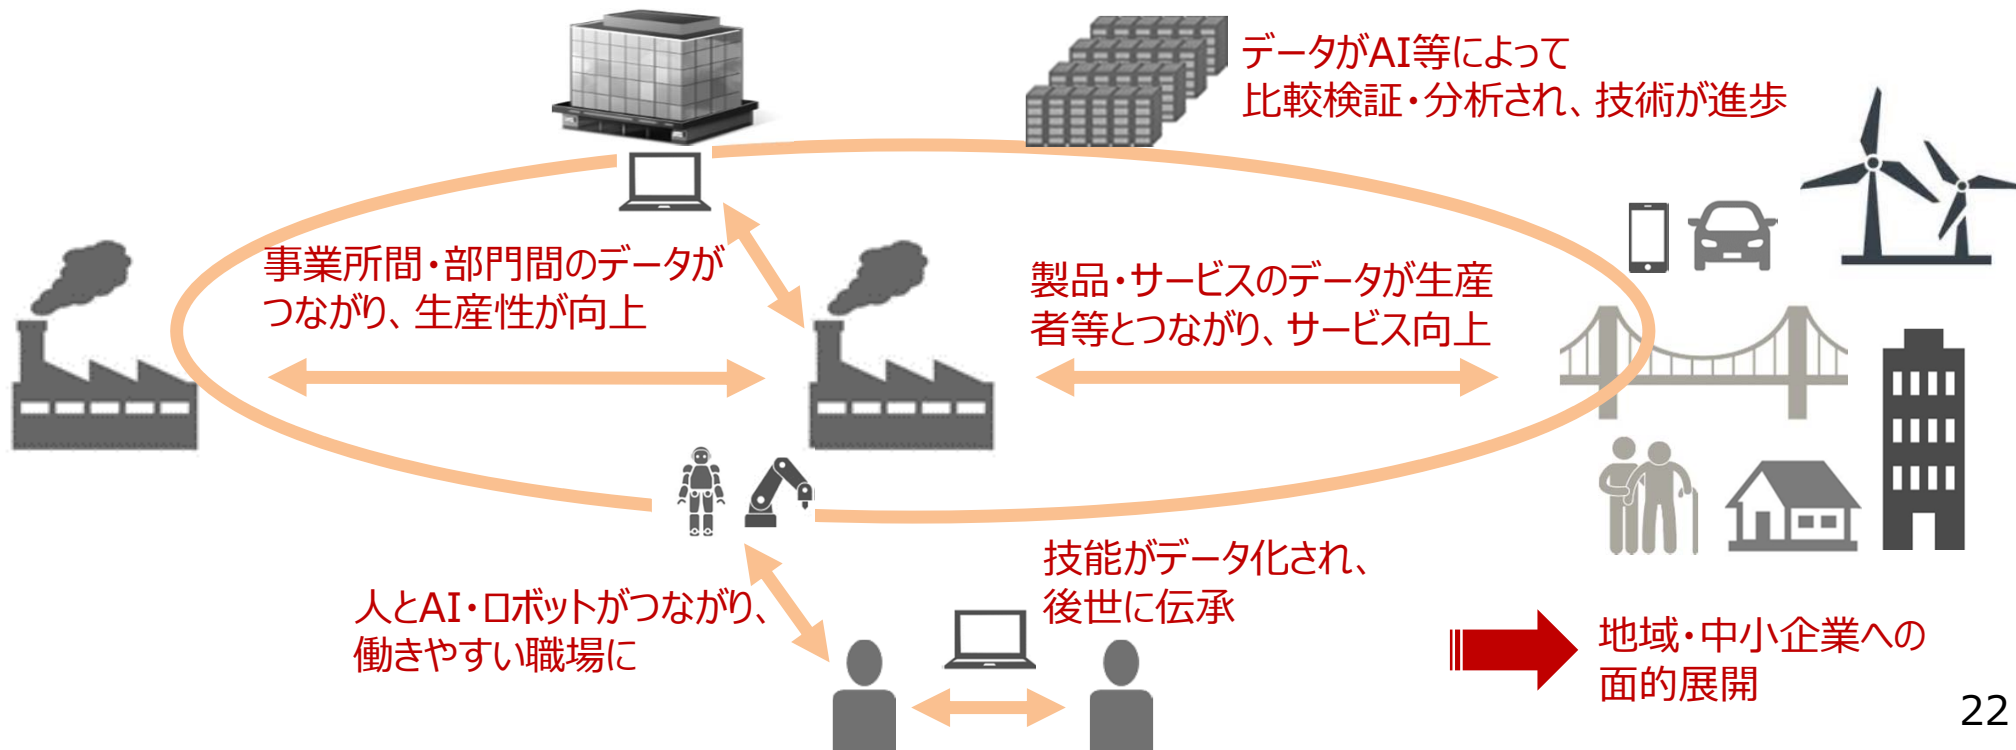 データがAI等によって
比較検証・分析され、技術が進歩
事業所間・部門間のデータが
つながり、生産性が向上
製品・サービスのデータが生産
者等とつながり、サービス向上
人とAI・ロボットがつながり、
働きやすい職場に
技能がデータ化され、
後世に伝承
地域・中小企業への
面的展開
22